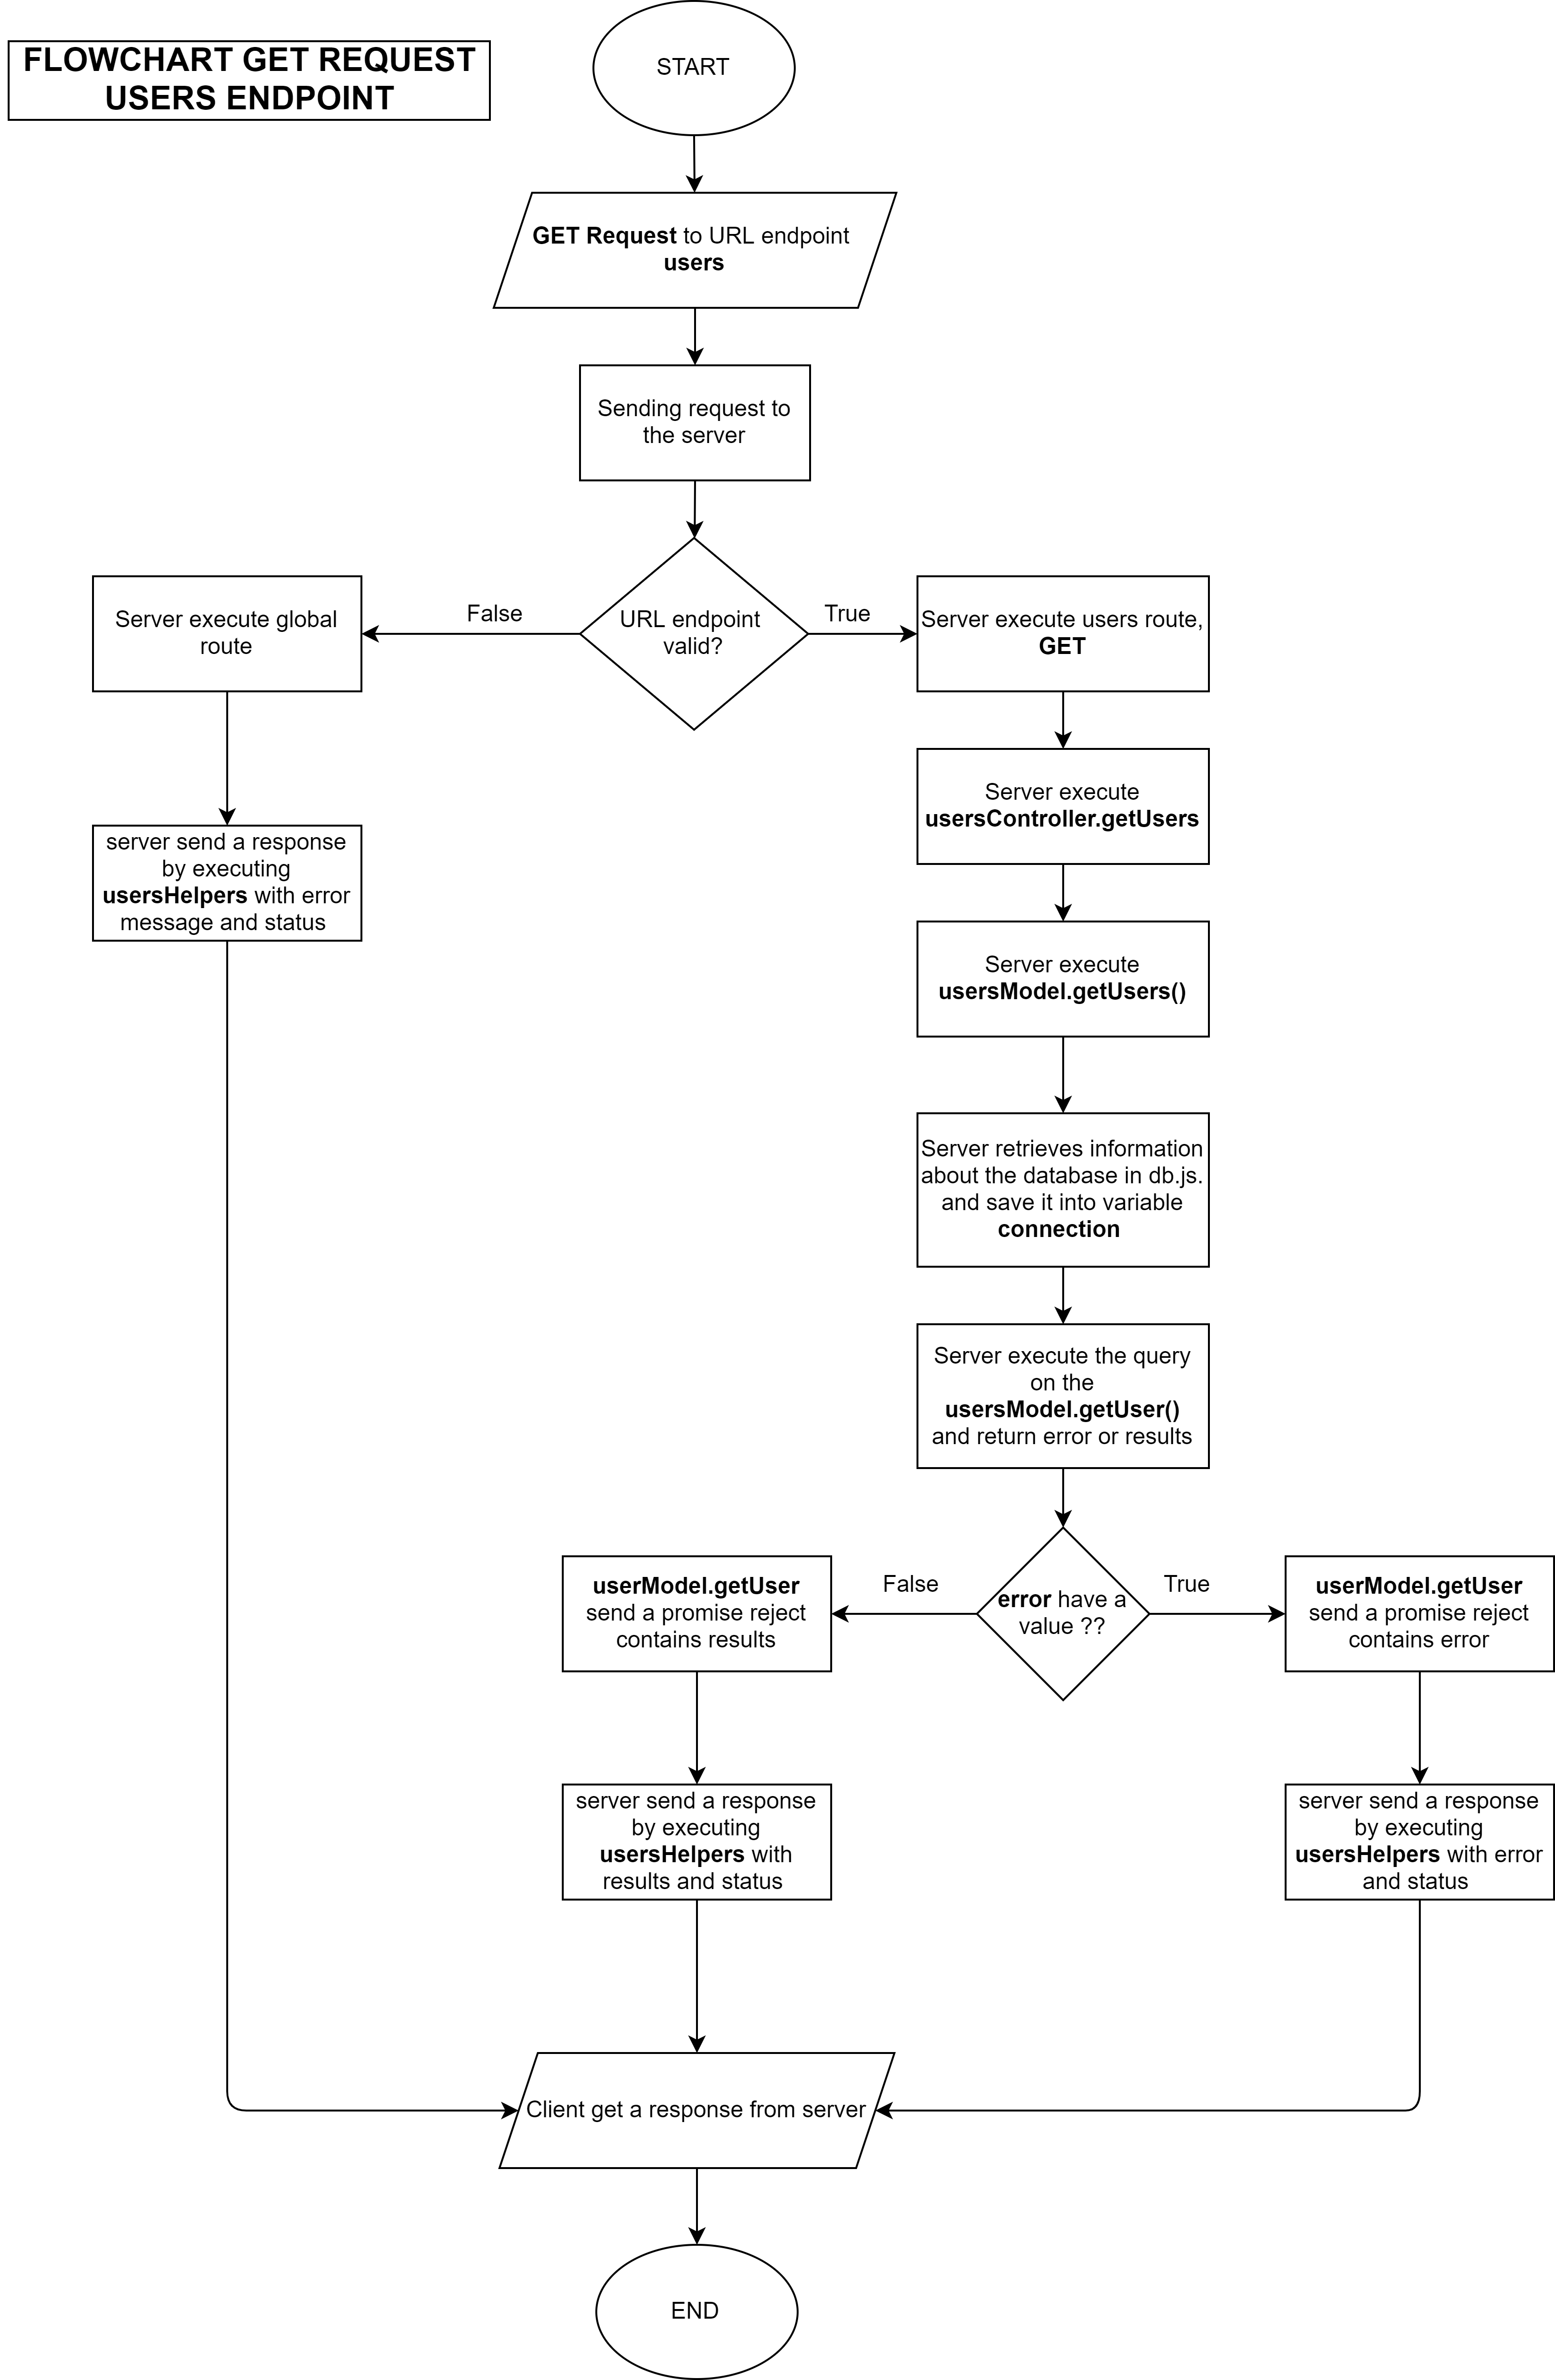 FLOWCHART GET REQUEST
USERS ENDPOINT
START
GET Request to URL endpoint
users
Sending request to
the server
URL endpoint
valid?
False
True
Server execute global
route
Server execute users route,
GET
server send a response
by executing
usersHelpers with error
message and status
Server execute
usersController.getUsers
Server execute
usersModel.getUsers()
Server retrieves information
about the database in db.js.
and save it into variable
connection
Server execute the query
on the
usersModel.getUser()
and return error or results
error have a
value ??
False
True
userModel.getUser
send a promise reject
contains results
userModel.getUser
send a promise reject
contains error
server send a response
by executing
usersHelpers with
results and status
server send a response
by executing
usersHelpers with error
and status
Client get a response from server
END